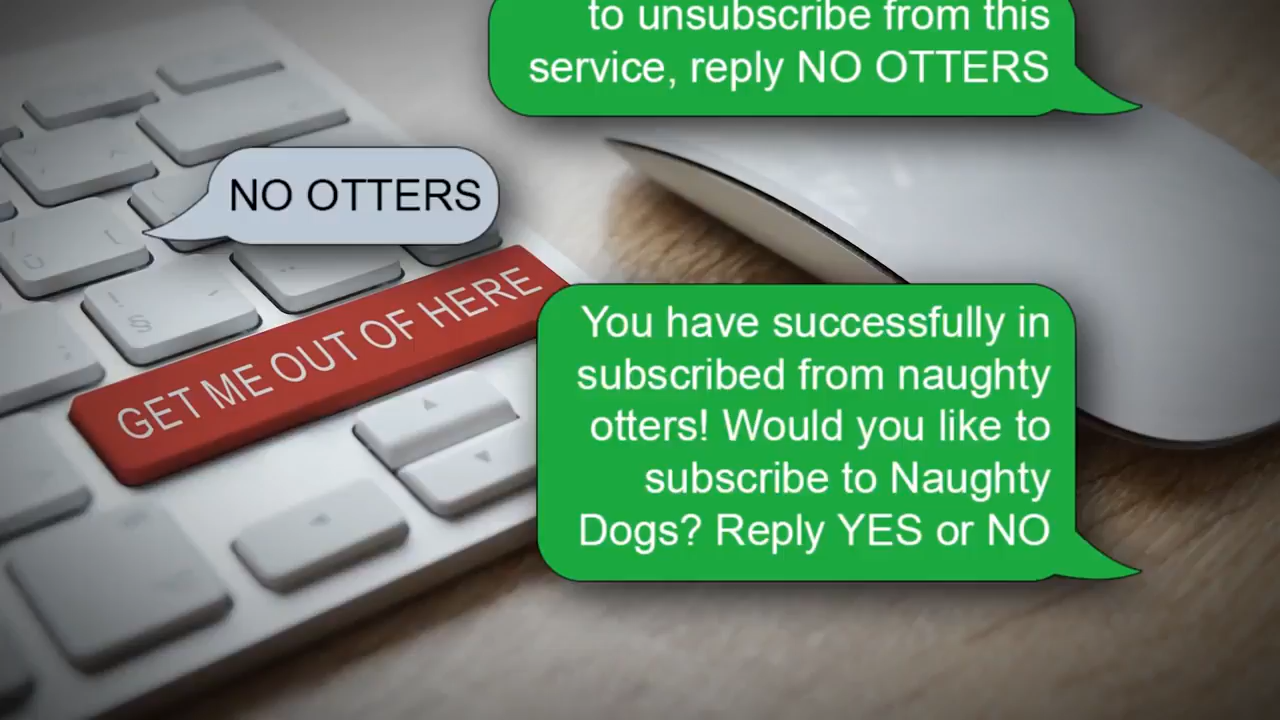 to unsubscribe from this
service, reply NO OTTERS
NO OTTERS
GET ME OUT OF HERE
You have successfully in
subscribed from naughty
otters! Would you like to
subscribe to Naughty
Dogs? Reply YES or NO